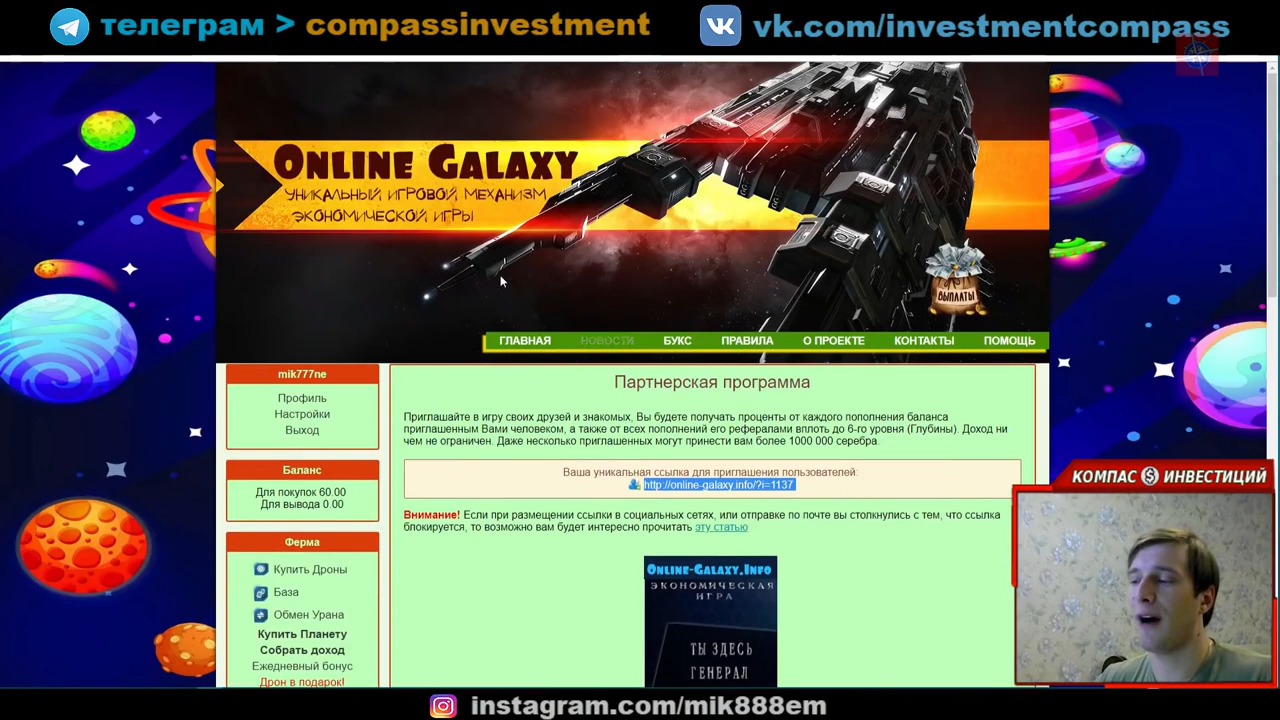 телеграм > compassinvestment
vk.com/investmentcompass
ONLINE GALAXY
УНИКАЛЬНЫЙ ИГРОВОЙ МЕХАНИЗМ
ЭКОНОМИЧЕСКОЙ ИГРЫ
ВЫПЛАТЫ
ГЛАВНАЯ НОВОСТИ БУКС ПРАВИЛА О ПРОЕКТЕ КОНТАКТЫ ПОМОЩЬ
mik777ne
Профиль
Настройки
Выход
Баланс
Для покупок 60.00
Для вывода 0.00
Ферма
Купить Дроны
База
Обмен Урана
Купить Планету
Собрать доход
Ежедневный бонус
Дрон в подарок!
Партнерская программа
Приглашайте в игру своих друзей и знакомых, Вы будете получать проценты от каждого пополнения баланса
приглашенным Вами человеком, а также от всех пополнений его рефералами вплоть до 6-го уровня (Глубины). Доход ни
чем не ограничен. Даже несколько приглашенных могут принести вам более 1000 000 серебра.
Ваша уникальная ссылка для приглашения пользователей:
http://online-galaxy.info/?i=1137
Внимание! Если при размещении ссылки в социальных сетях, или отправке по почте вы столкнулись с тем, что ссылка
блокируется, то возможно вам будет интересно прочитать эту статью
ONLINE-GALAXY.INFO
ЭКОНОМИЧЕСКАЯ
ИГРА
ТЫ ЗДЕСЬ
ГЕНЕРАЛ
КОМПАС $ ИНВЕСТИЦИЙ
instagram.com/mik888em